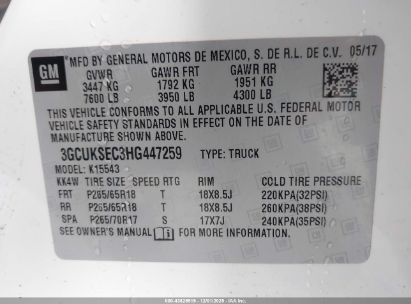 MFD BY GENERAL MOTORS DE MEXICO, S. DE R.L. DE C.V. 05/17
GM
GVWR GAWR FRT GAWR RR
3447 KG 1792 KG 1951 KG
7600 LB 3950 LB 4300 LB
THIS VEHICLE CONFORMS TO ALL APPLICABLE U.S. FEDERAL MOTOR
VEHICLE SAFETY STANDARDS IN EFFECT ON THE DATE OF
MANUFACTURE SHOWN ABOVE.
3GCUKSEC3HG447259 TYPE: TRUCK
MODEL: K15543
KK4W TIRE SIZE SPEED RTG RIM COLD TIRE PRESSURE
FRT P265/65R18 T 18X8.5J 220KPA(32PSI)
RR P265/65R18 T 18X8.5J 260KPA(38PSI)
SPA P265/70R17 S 17X7J 240KPA(35PSI)
SEE OWNER'S MANUAL FOR MORE INFORMATION.